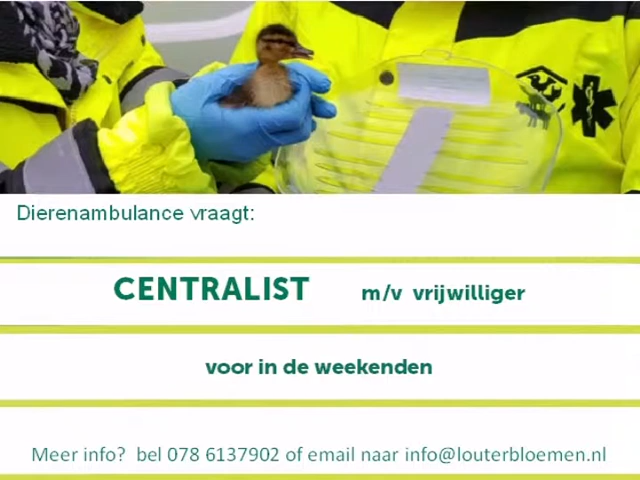 Dierenambulance vraagt:
CENTRALIST m/v vrijwilliger
voor in de weekenden
Meer info? bel 078 6137902 of email naar info@louterbloemen.nl